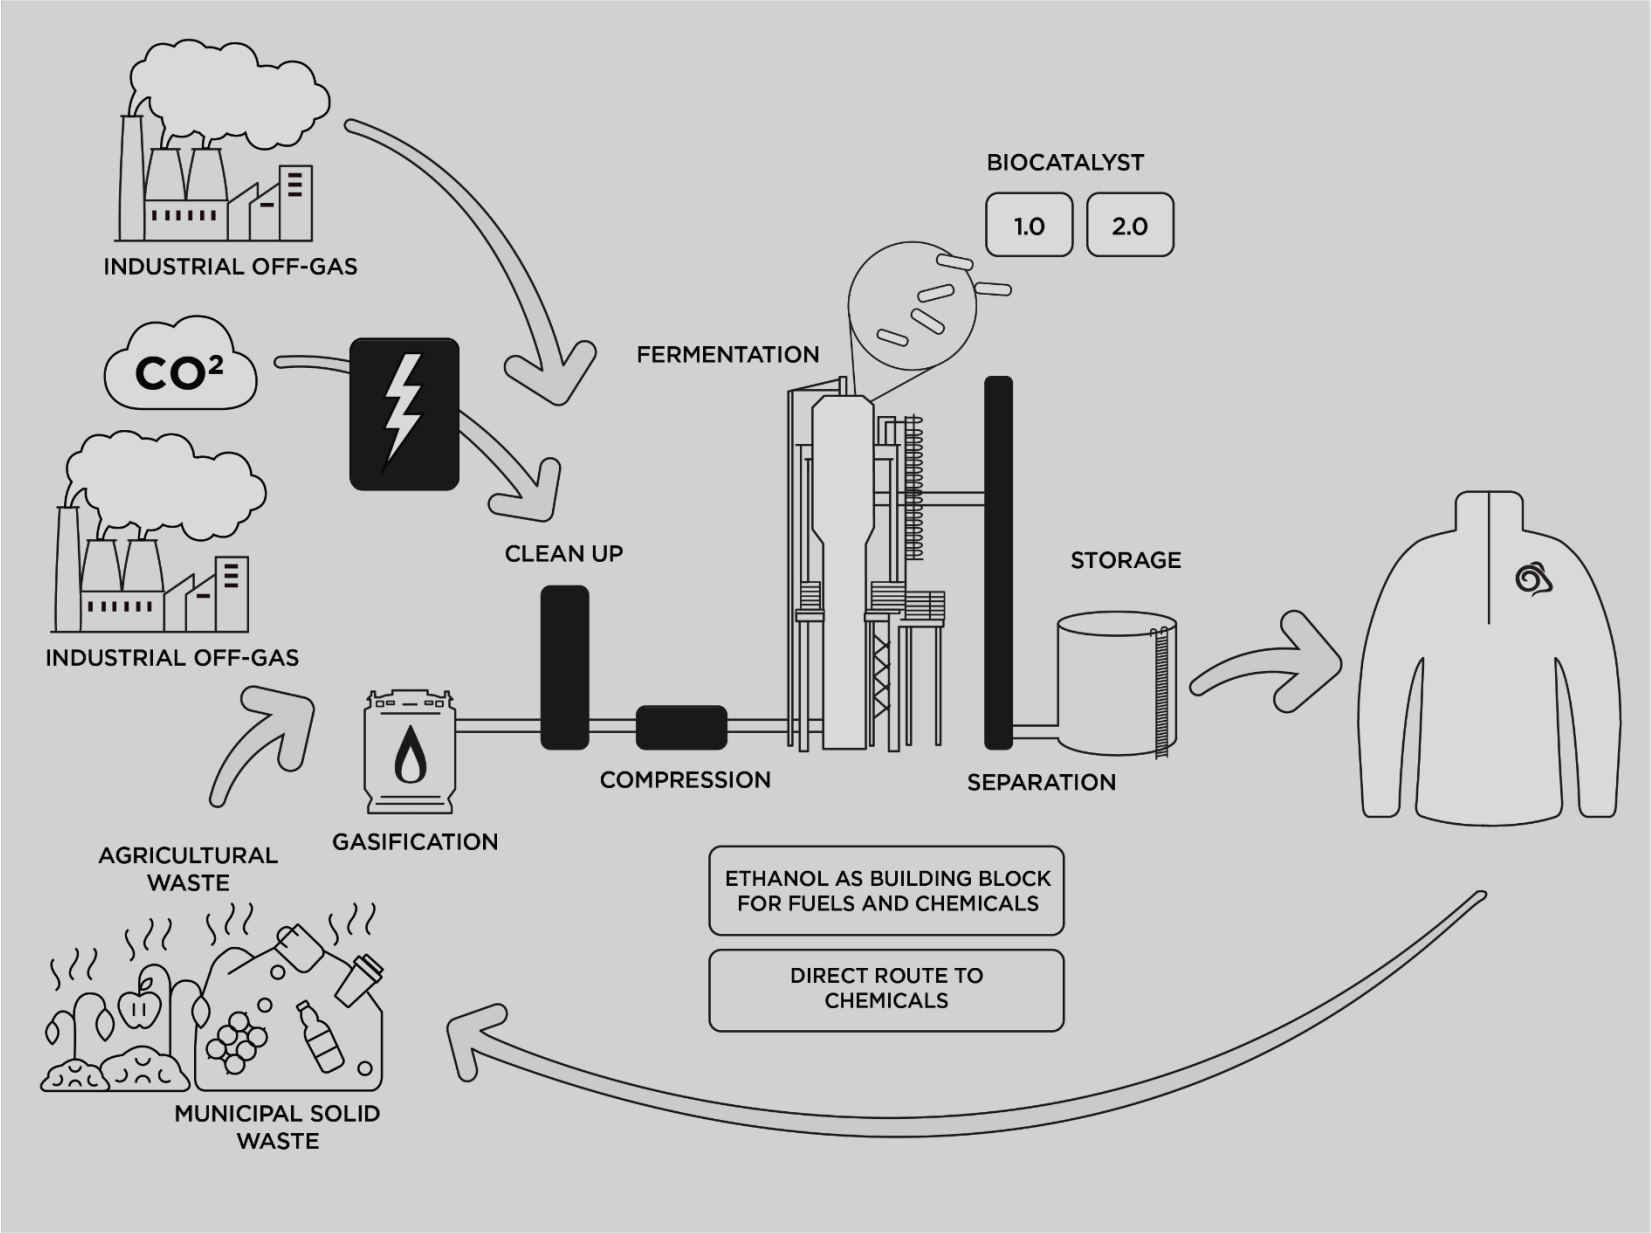 INDUSTRIAL OFF-GAS
CO²
INDUSTRIAL OFF-GAS
AGRICULTURAL
WASTE
MUNICIPAL SOLID
WASTE
GASIFICATION
CLEAN UP
COMPRESSION
FERMENTATION
BIOCATALYST
1.0
2.0
SEPARATION
STORAGE
ETHANOL AS BUILDING BLOCK
FOR FUELS AND CHEMICALS
DIRECT ROUTE TO
CHEMICALS